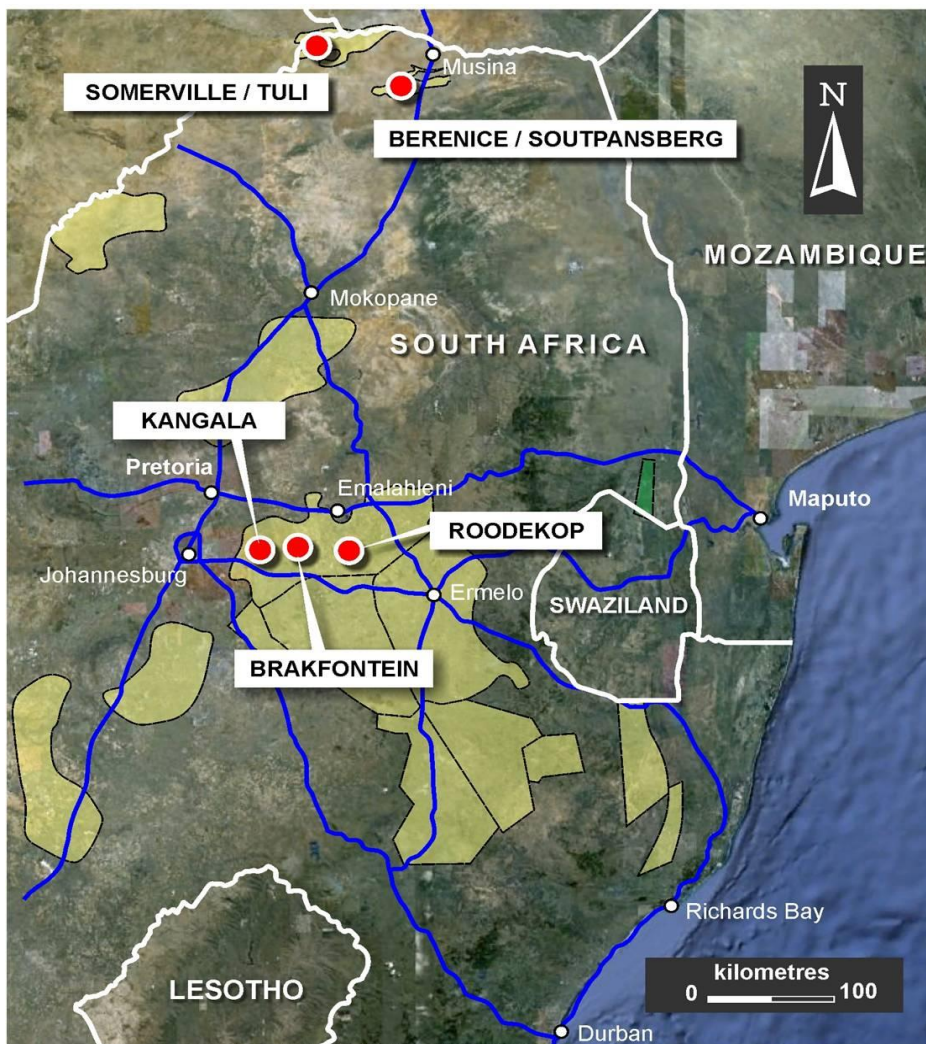 Musina
SOMERVILLE / TULI
BERENICE / SOUTPANSBERG
N
MOZAMBIQUE
Mokopane
SOUTH AFRICA
KANGALA
Pretoria
Emalahleni
Maputo
ROODEKOP
Johannesburg
Ermelo
SWAZILAND
BRAKFONTEIN
Richards Bay
LESOTHO
kilometres
0 100
Durban